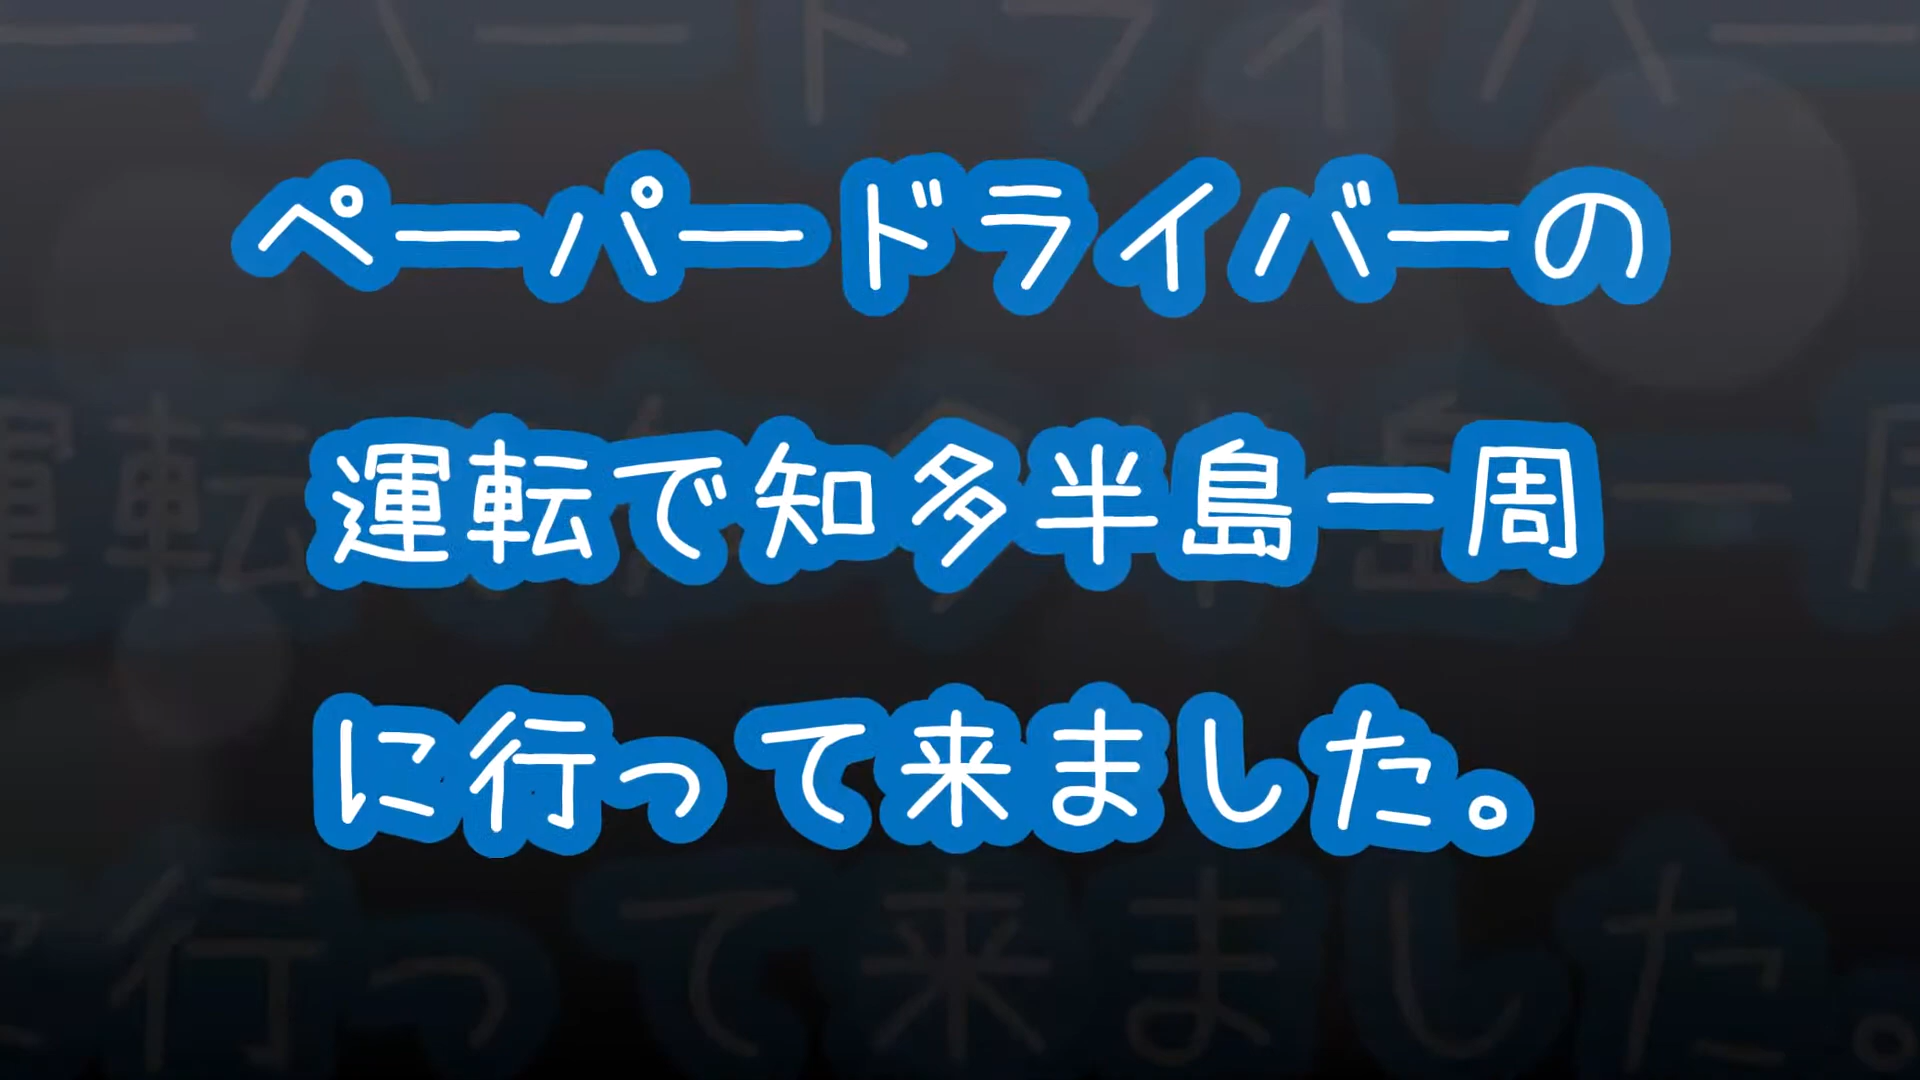 ペーパードライバーの
運転で知多半島一周
に行って来ました。